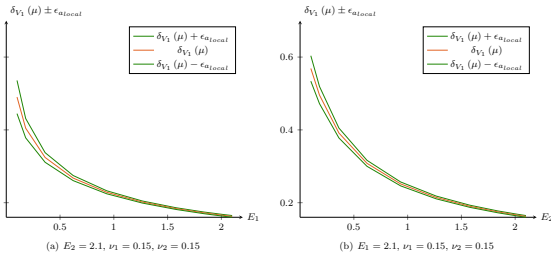 δ_{V_1}(μ) ± ϵ_{a_{local}}
δ_{V_1}(μ) + ϵ_{a_{local}}
δ_{V_1}(μ)
δ_{V_1}(μ) − ϵ_{a_{local}}
0.5 1 1.5 2 E_1
(a) E_2 = 2.1, ν_1 = 0.15, ν_2 = 0.15
δ_{V_1}(μ) ± ϵ_{a_{local}}
δ_{V_1}(μ) + ϵ_{a_{local}}
δ_{V_1}(μ)
δ_{V_1}(μ) − ϵ_{a_{local}}
0.6
0.4
0.2
0.5 1 1.5 2 E_2
(b) E_1 = 2.1, ν_1 = 0.15, ν_2 = 0.15